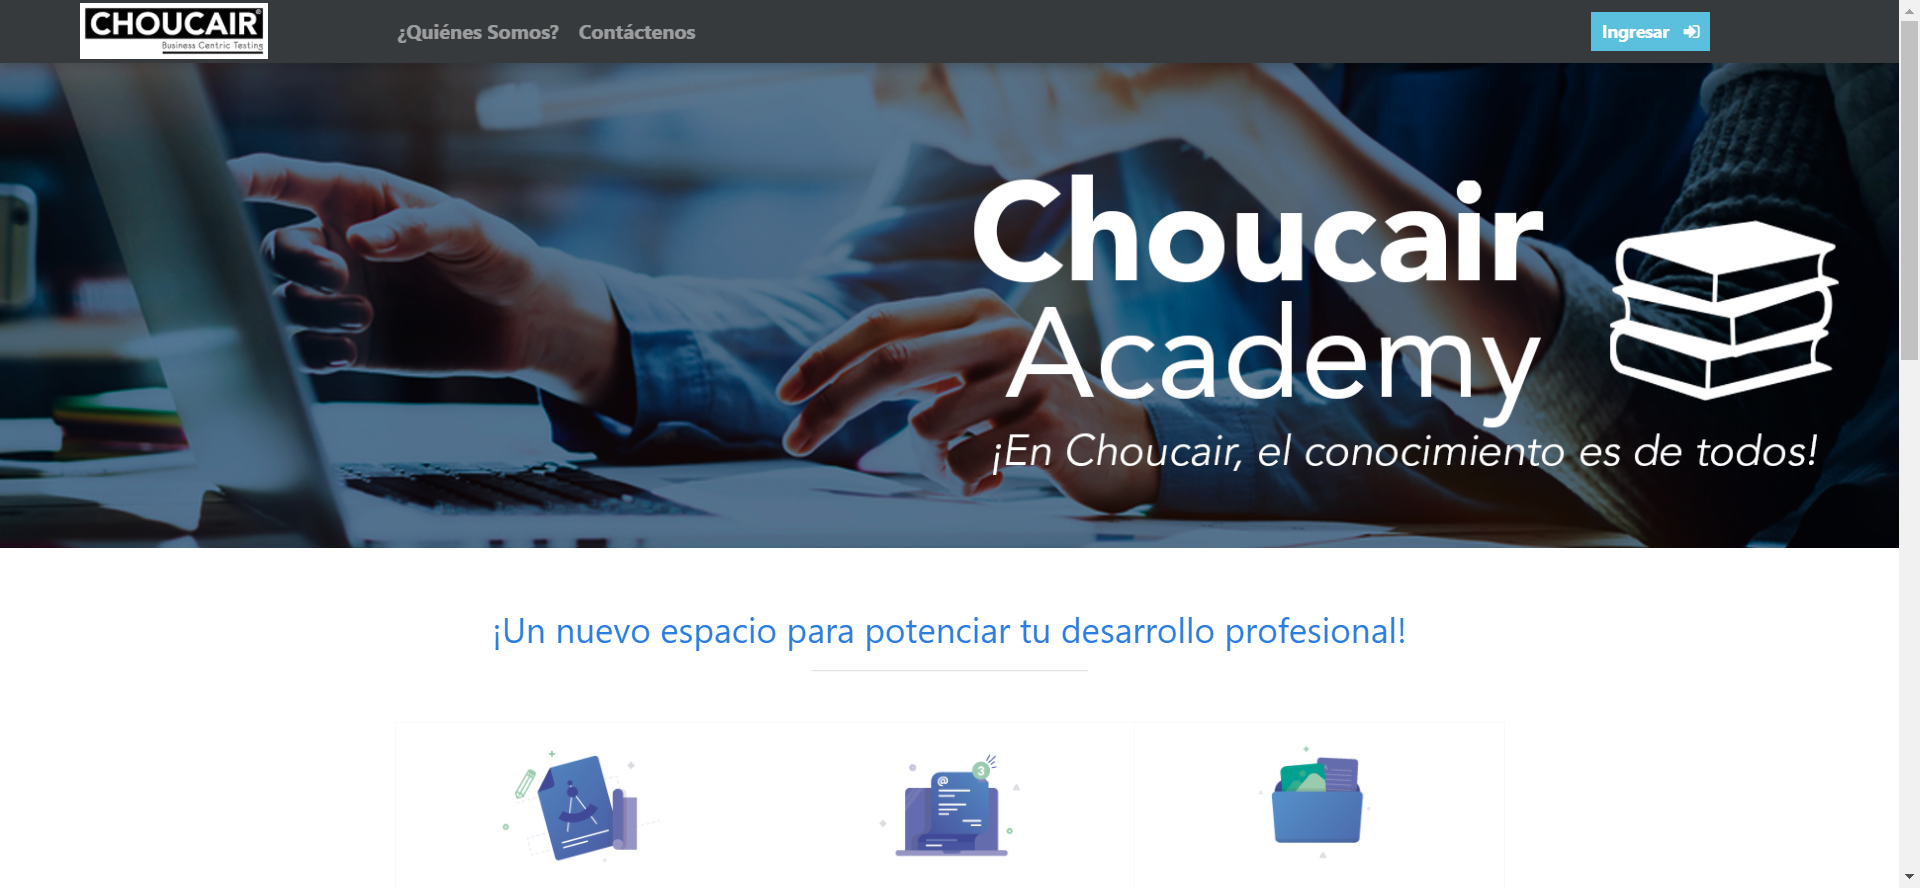 CHOUCAIR®
Business Centric Testing
¿Quiénes Somos? Contáctenos
Ingresar
Choucair
Academy
¡En Choucair, el conocimiento es de todos!
¡Un nuevo espacio para potenciar tu desarrollo profesional!
@
3